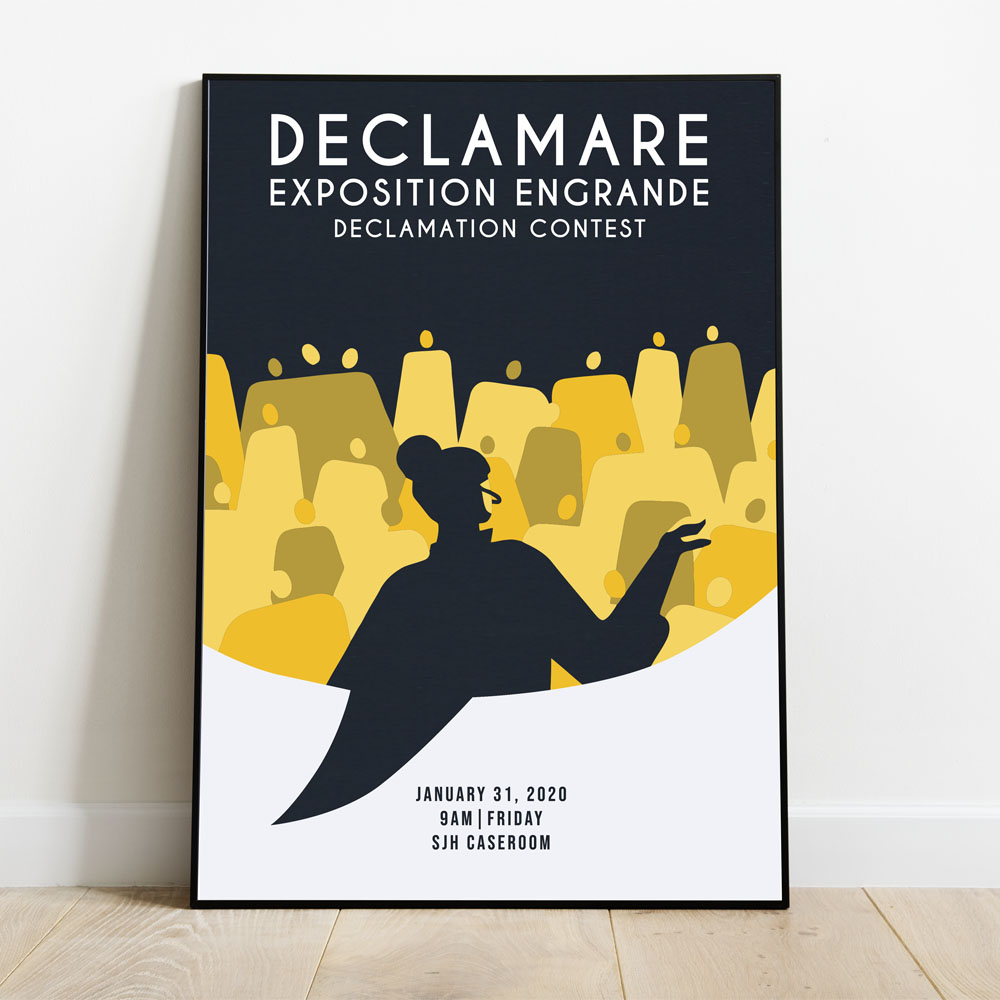 DECLAMARE
EXPOSITION ENGRANDE
DECLAMATION CONTEST
JANUARY 31, 2020
9AM|FRIDAY
SJH CASEROOM